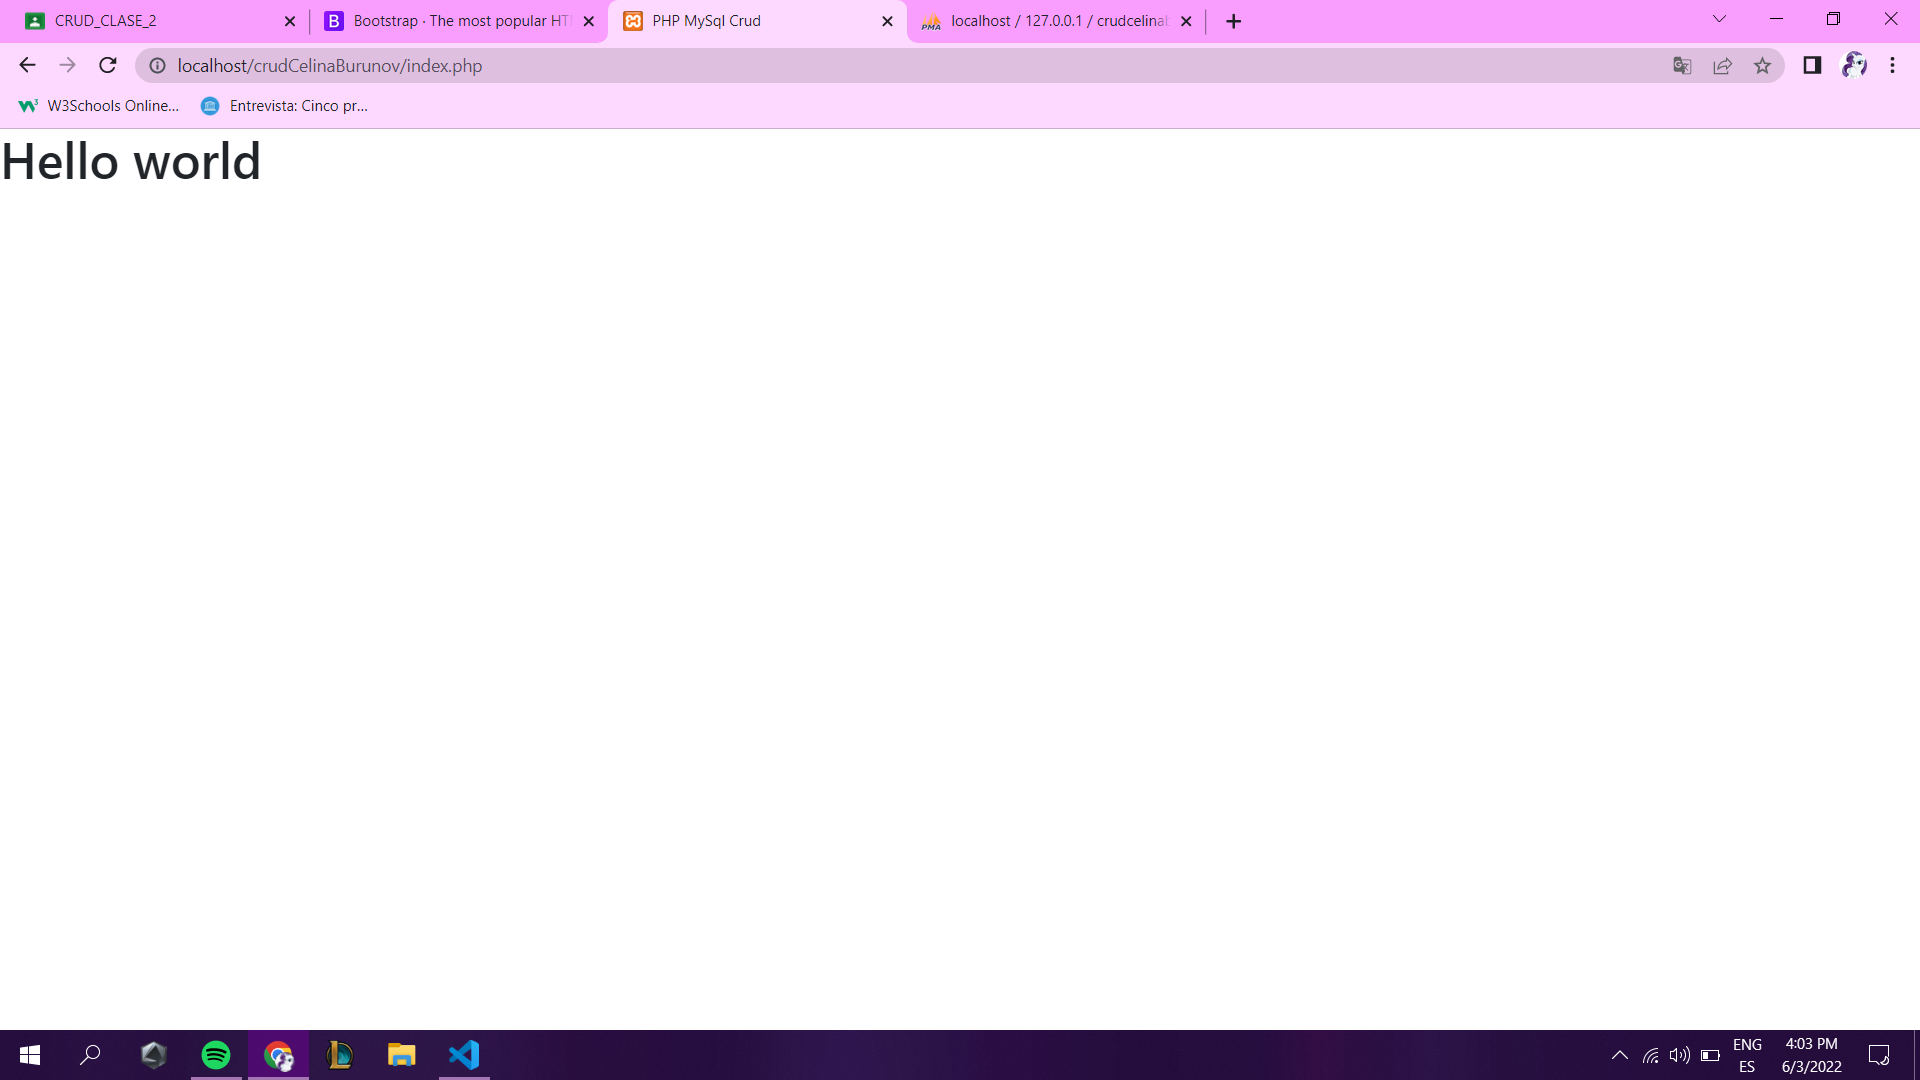 CRUD_CLASE_2
Bootstrap · The most popular HT
PHP MySql Crud
localhost / 127.0.0.1 / crudcelinab
localhost/crudCelinaBurunov/index.php
W3Schools Online...
Entrevista: Cinco pr...
Hello world
ENG
ES
4:03 PM
6/3/2022